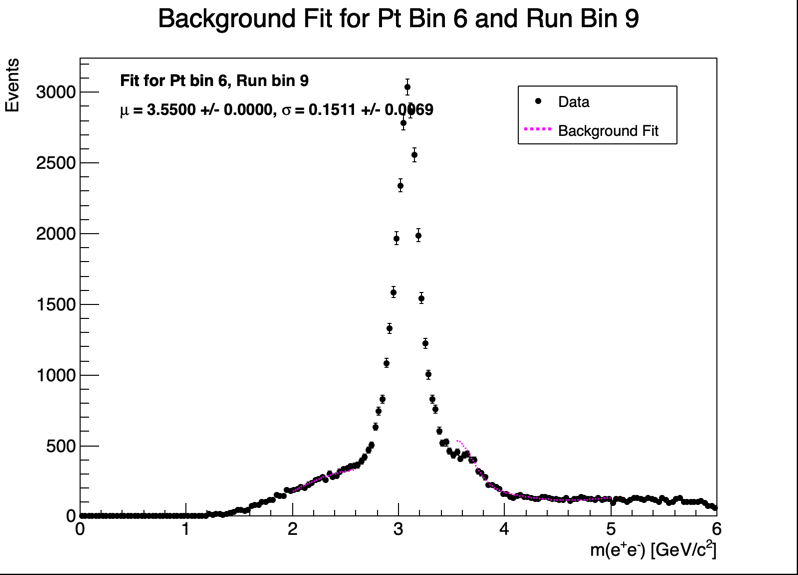 Background Fit for Pt Bin 6 and Run Bin 9
Events
Fit for Pt bin 6, Run bin 9
μ = 3.5500 +/- 0.0000, σ = 0.1511 +/- 0.0069
Data
Background Fit
3000
2500
2000
1500
1000
500
0
0 1 2 3 4 5 6
m(e⁺e⁻) [GeV/c²]